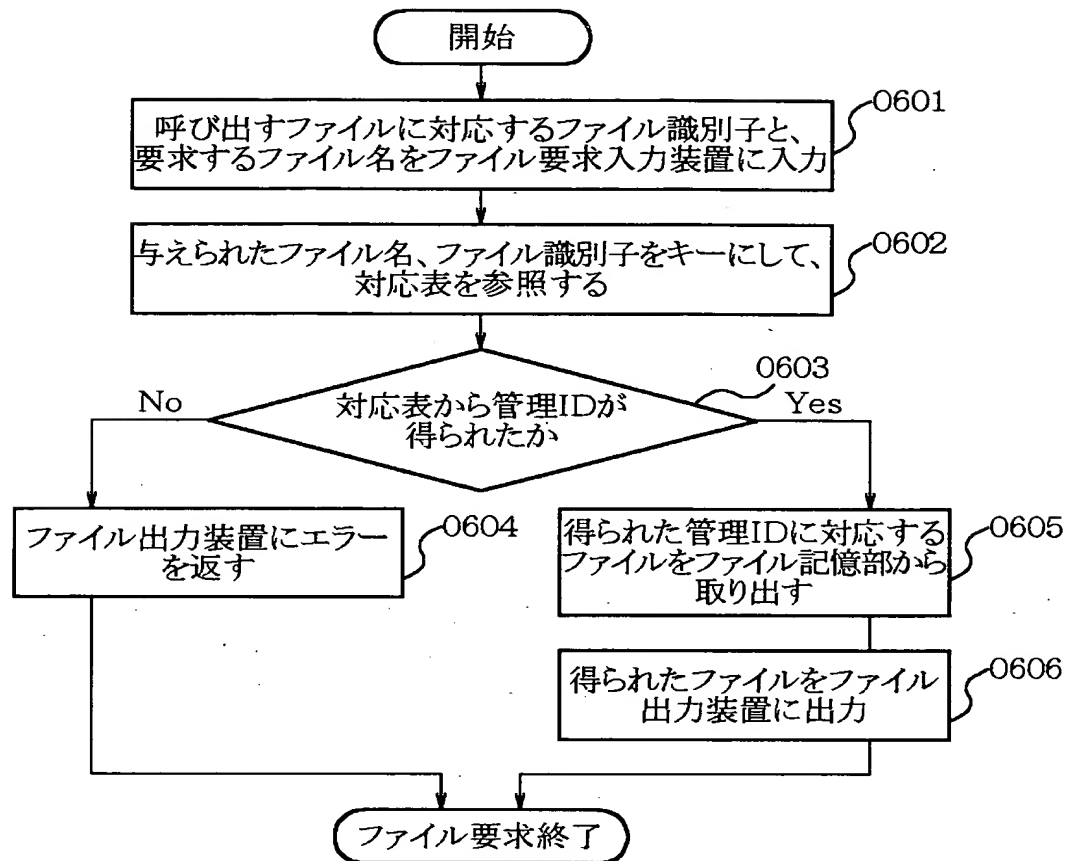 開始
0601
呼び出すファイルに対応するファイル識別子と、
要求するファイル名をファイル要求入力装置に入力
0602
与えられたファイル名、ファイル識別子をキーにして、
対応表を参照する
0603
対応表から管理IDが
得られたか
No
Yes
0604
ファイル出力装置にエラー
を返す
0605
得られた管理IDに対応する
ファイルをファイル記憶部から
取り出す
0606
得られたファイルをファイル
出力装置に出力
ファイル要求終了